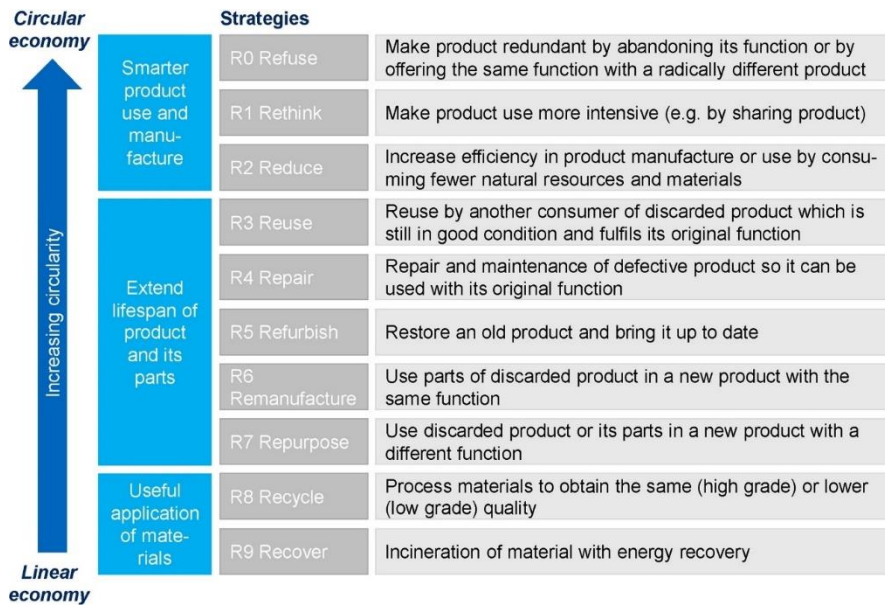 Circular
economy
Strategies
Smarter
product
use and
manu-
facture
R0 Refuse
Make product redundant by abandoning its function or by
offering the same function with a radically different product
R1 Rethink
Make product use more intensive (e.g. by sharing product)
R2 Reduce
Increase efficiency in product manufacture or use by consu-
ming fewer natural resources and materials
Increasing circularity
Extend
lifespan of
product
and its
parts
R3 Reuse
Reuse by another consumer of discarded product which is
still in good condition and fulfils its original function
R4 Repair
Repair and maintenance of defective product so it can be
used with its original function
R5 Refurbish
Restore an old product and bring it up to date
R6
Remanufacture
Use parts of discarded product in a new product with the
same function
R7 Repurpose
Use discarded product or its parts in a new product with a
different function
Useful
application
of mate-
rials
R8 Recycle
Process materials to obtain the same (high grade) or lower
(low grade) quality
R9 Recover
Incineration of material with energy recovery
Linear
economy